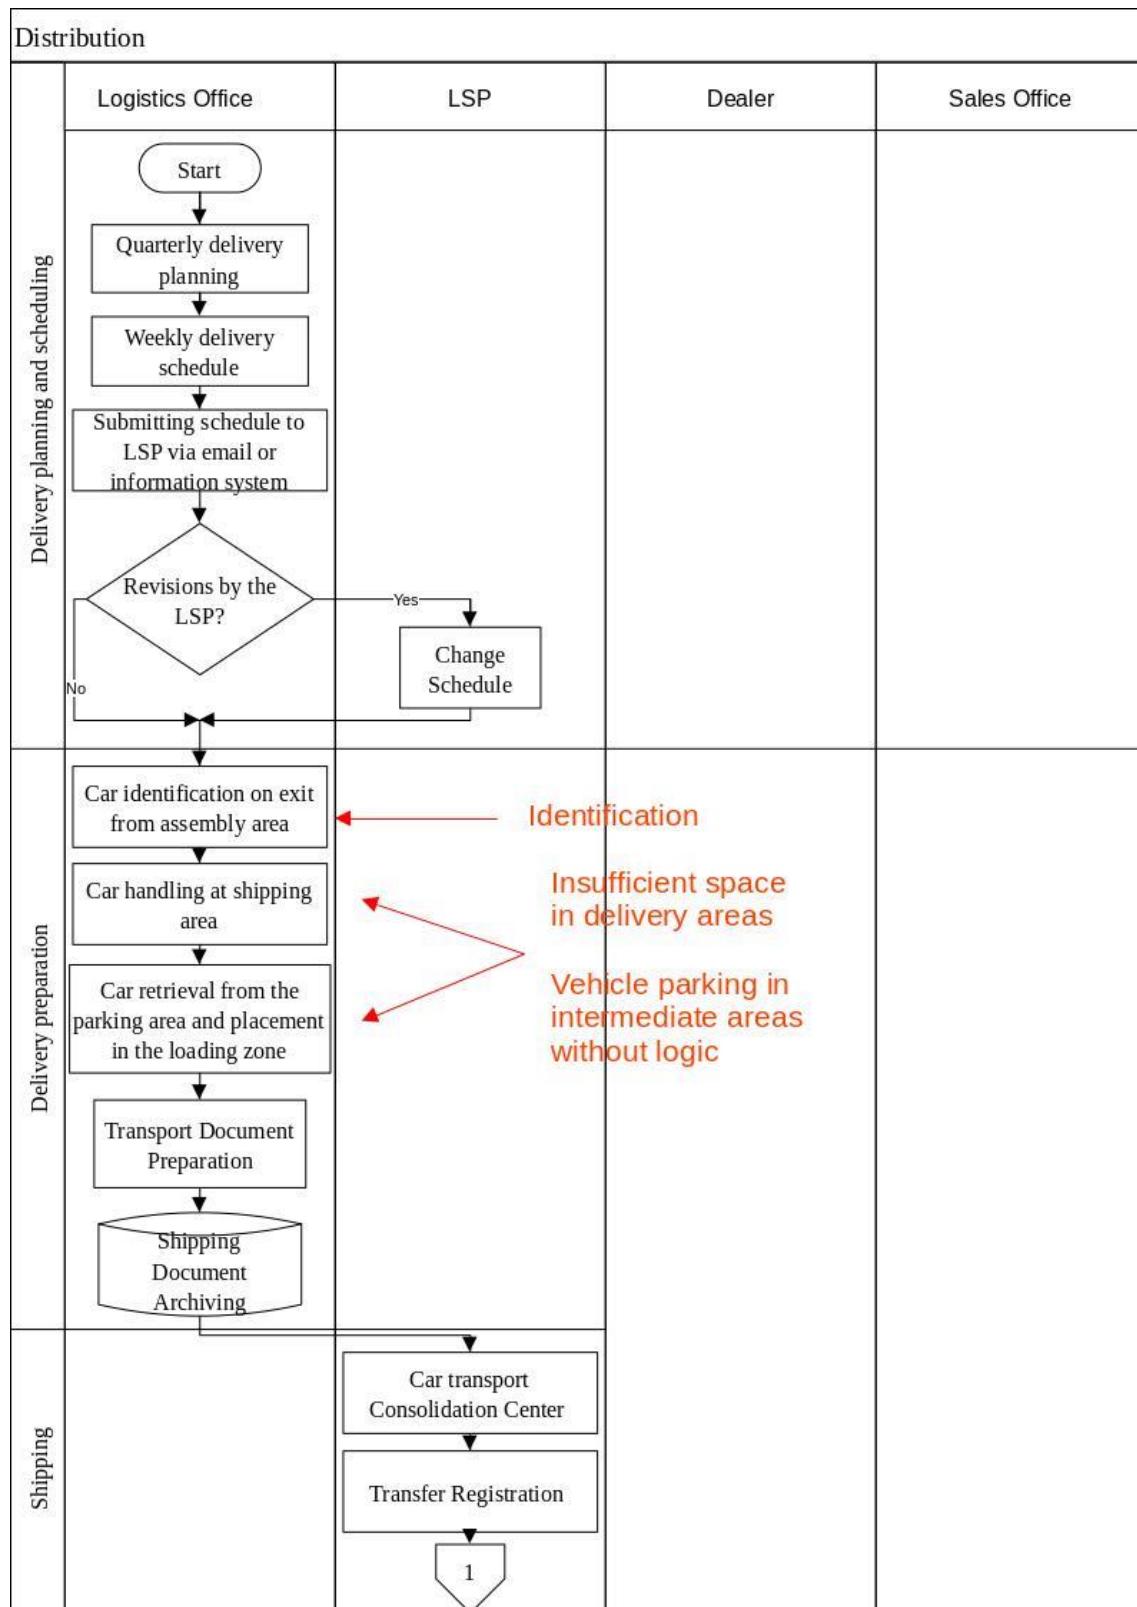 Distribution
Logistics Office
LSP
Dealer
Sales Office
Delivery planning and scheduling
Start
Quarterly delivery
planning
Weekly delivery
schedule
Submitting schedule to
LSP via email or
information system
Revisions by the
LSP?
Yes
No
Change
Schedule
Delivery preparation
Car identification on exit
from assembly area
Identification
Car handling at shipping
area
Insufficient space
in delivery areas
Car retrieval from the
parking area and placement
in the loading zone
Vehicle parking in
intermediate areas
without logic
Transport Document
Preparation
Shipping
Document
Archiving
Shipping
Car transport
Consolidation Center
Transfer Registration
1